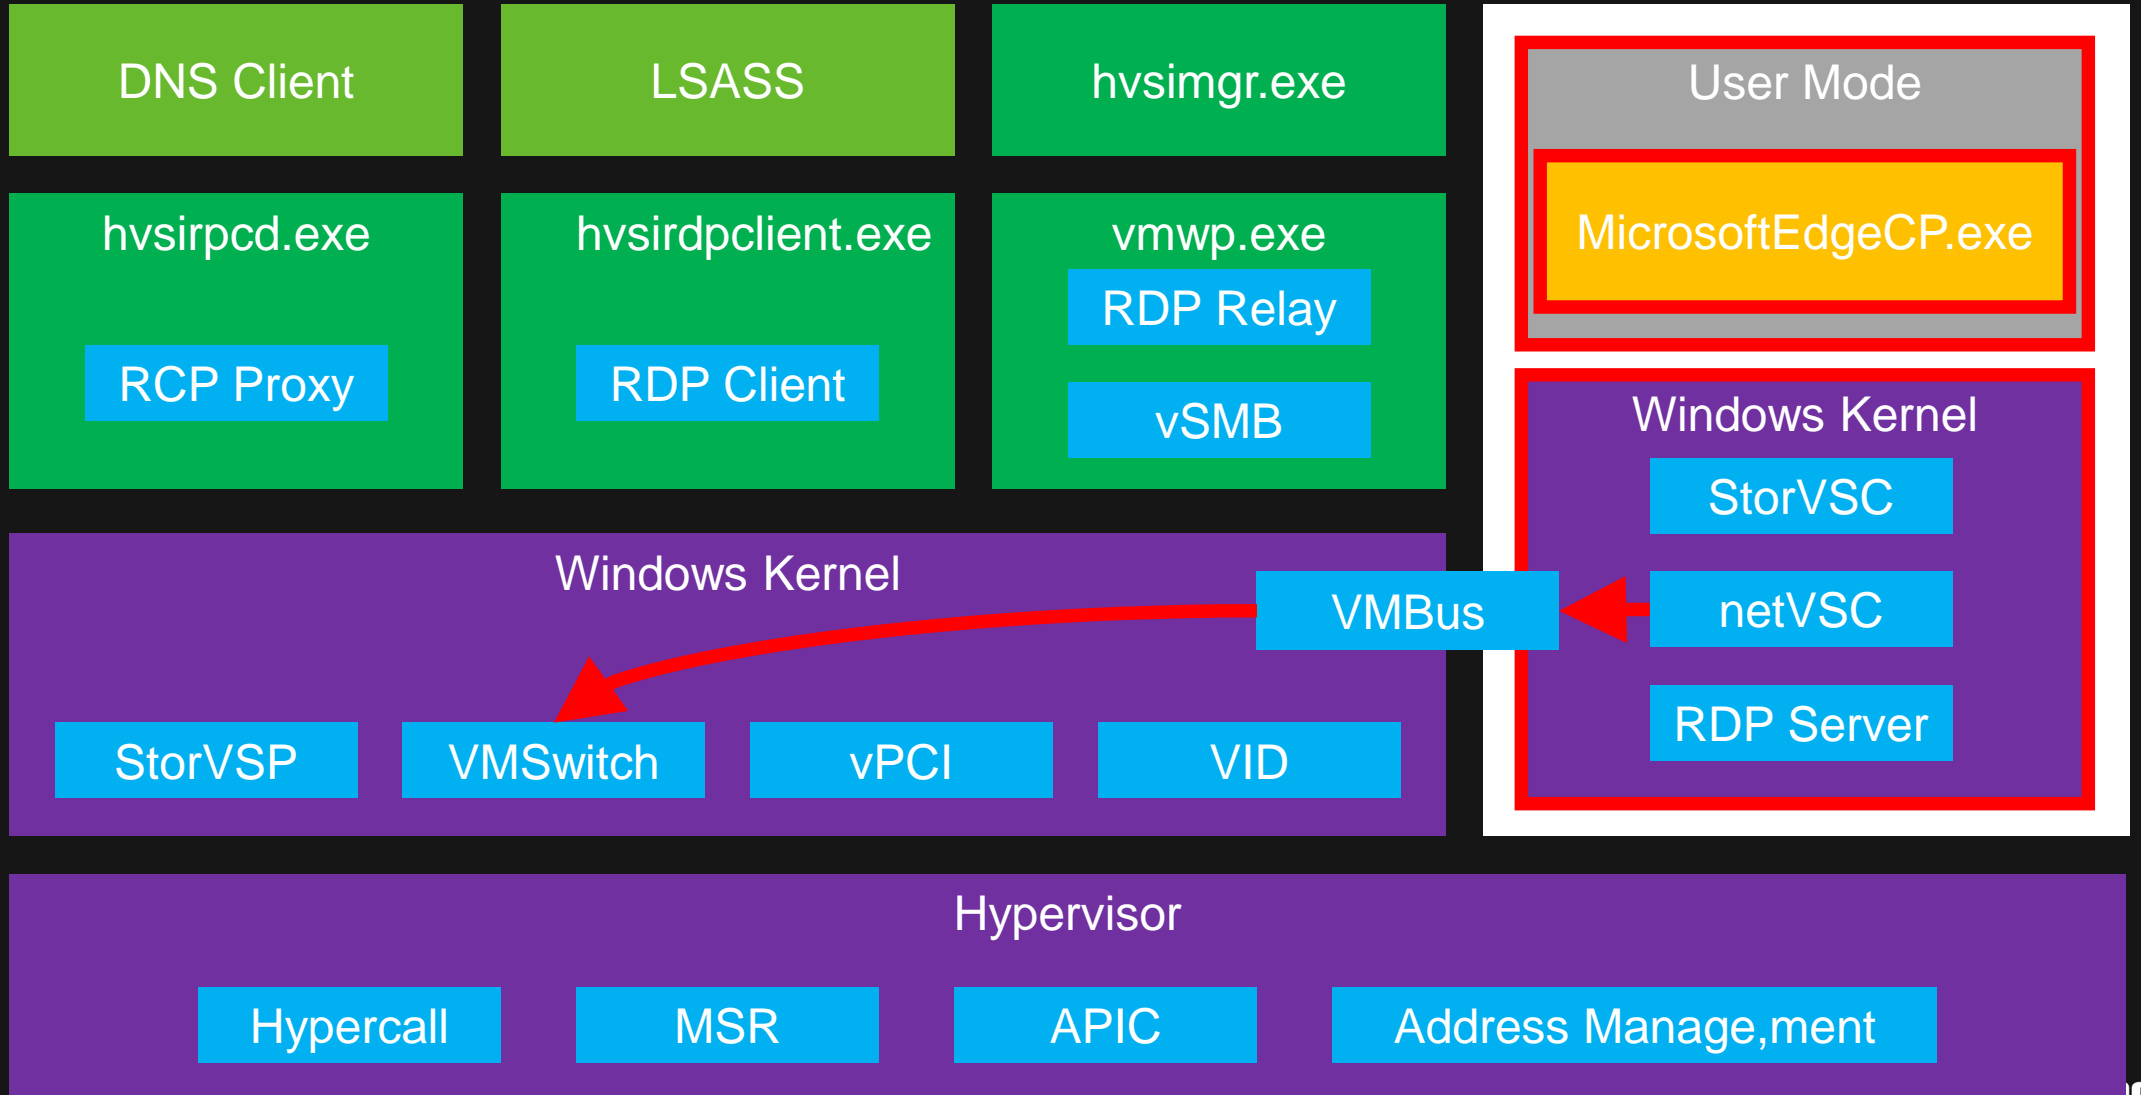 DNS Client
LSASS
hvsimgr.exe
User Mode
MicrosoftEdgeCP.exe
hvsirpcd.exe
RCP Proxy
hvsirdpclient.exe
RDP Client
vmwp.exe
RDP Relay
vSMB
Windows Kernel
StorVSC
netVSC
RDP Server
Windows Kernel
VMBus
StorVSP
VMSwitch
vPCI
VID
Hypervisor
Hypercall
MSR
APIC
Address Manage,ment